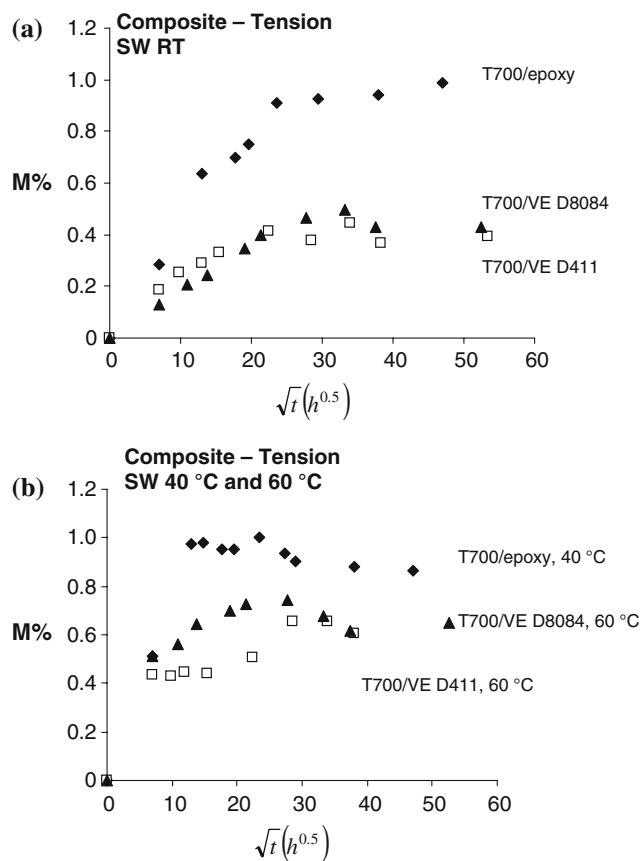 (a)
Composite – Tension
SW RT
1.2
1.0
0.8
0.6
0.4
0.2
0
M%
T700/epoxy
T700/VE D8084
T700/VE D411
0 10 20 30 40 50 60
√t(h^0.5)
(b)
Composite – Tension
SW 40 °C and 60 °C
1.2
1.0
0.8
0.6
0.4
0.2
0
M%
T700/epoxy, 40 °C
T700/VE D8084, 60 °C
T700/VE D411, 60 °C
0 10 20 30 40 50 60
√t(h^0.5)